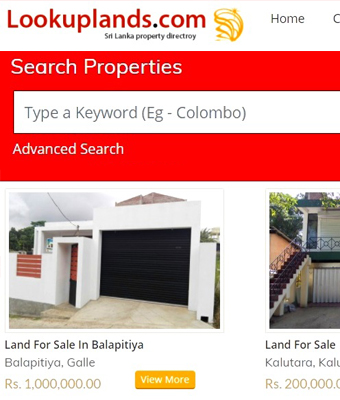 Lookuplands.com
Sri Lanka property directroy
Home
Search Properties
Type a Keyword (Eg - Colombo)
Advanced Search
Land For Sale In Balapitiya
Balapitiya, Galle
Rs. 1,000,000.00
View More
Land For Sale
Kalutara,
Rs. 200,000.0